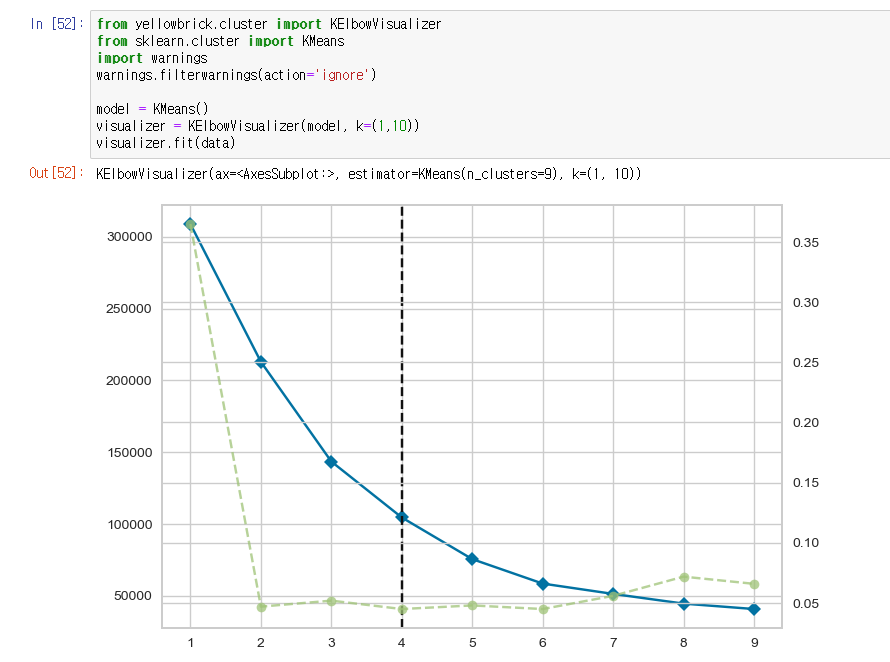 In [52]:
from yellowbrick.cluster import KElbowVisualizer
from sklearn.cluster import KMeans
import warnings
warnings.filterwarnings(action='ignore')
model = KMeans()
visualizer = KElbowVisualizer(model, k=(1,10))
visualizer.fit(data)
Out[52]: KElbowVisualizer(ax=<AxesSubplot:>, estimator=KMeans(n_clusters=9), k=(1, 10))
300000
250000
200000
150000
100000
50000
0.35
0.30
0.25
0.20
0.15
0.10
0.05
1 2 3 4 5 6 7 8 9